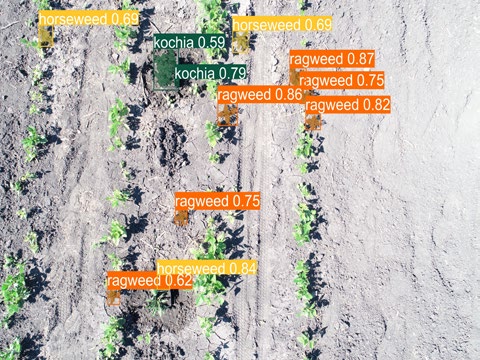 horseweed 0.69
horseweed 0.69
kochia 0.59
ragweed 0.87
kochia 0.79
ragweed 0.75
ragweed 0.86
ragweed 0.82
ragweed 0.75
horseweed 0.84
ragweed 0.62